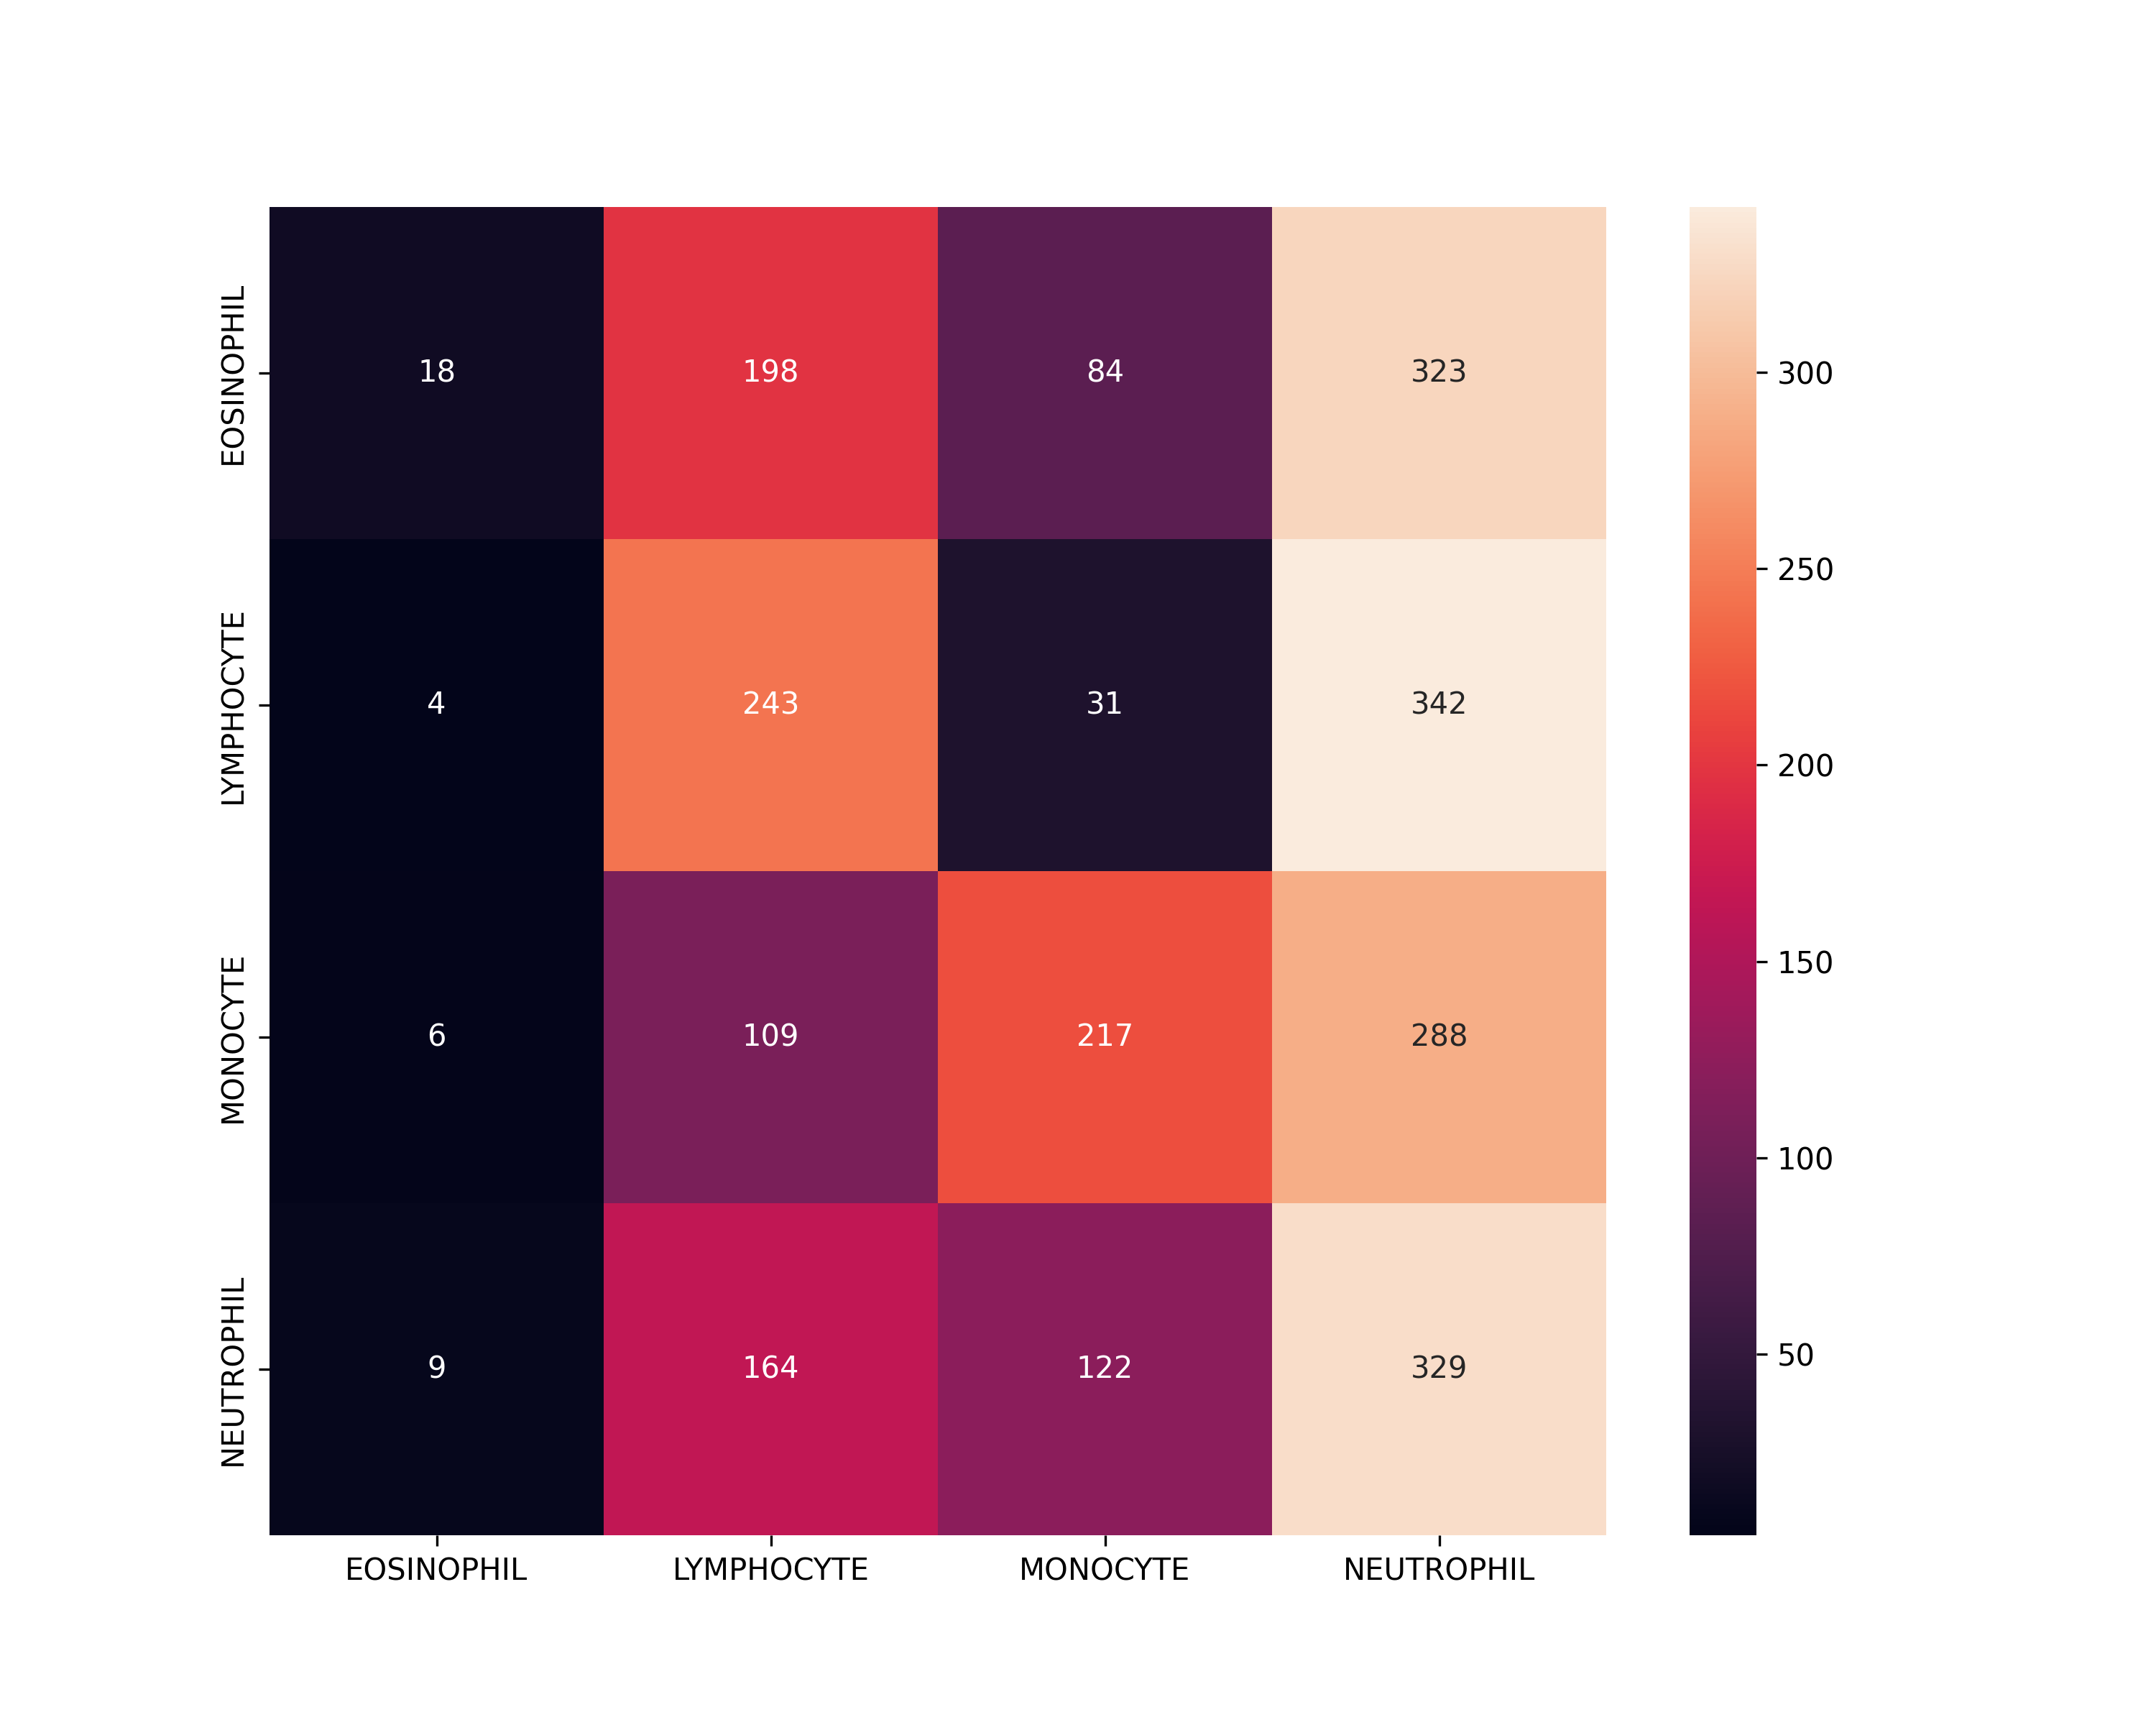 EOSINOPHIL
18 198 84 323
LYMPHOCYTE
4 243 31 342
MONOCYTE
6 109 217 288
NEUTROPHIL
9 164 122 329
EOSINOPHIL LYMPHOCYTE MONOCYTE NEUTROPHIL
300
250
200
150
100
50